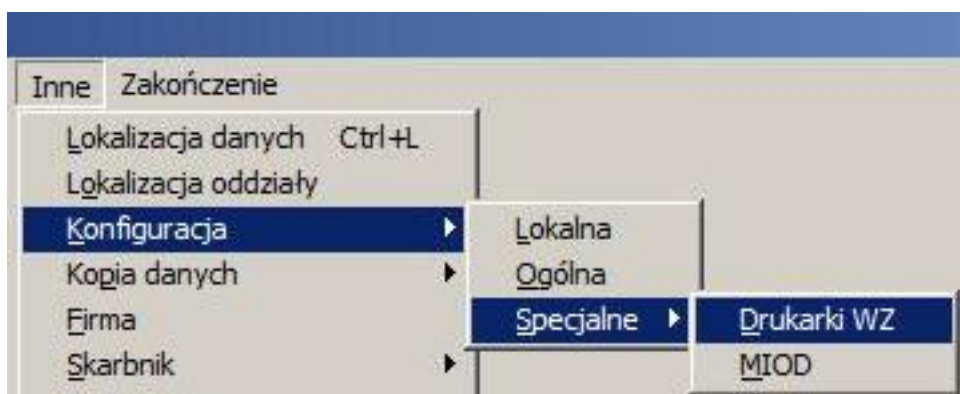 Inne Zakończenie
Lokalizacja danych Ctrl+L
Lokalizacja oddziały
Konfiguracja
Lokalna
Kopia danych
Ogólna
Firma
Specjalne
Drukarki WZ
Skarbnik
MIOD